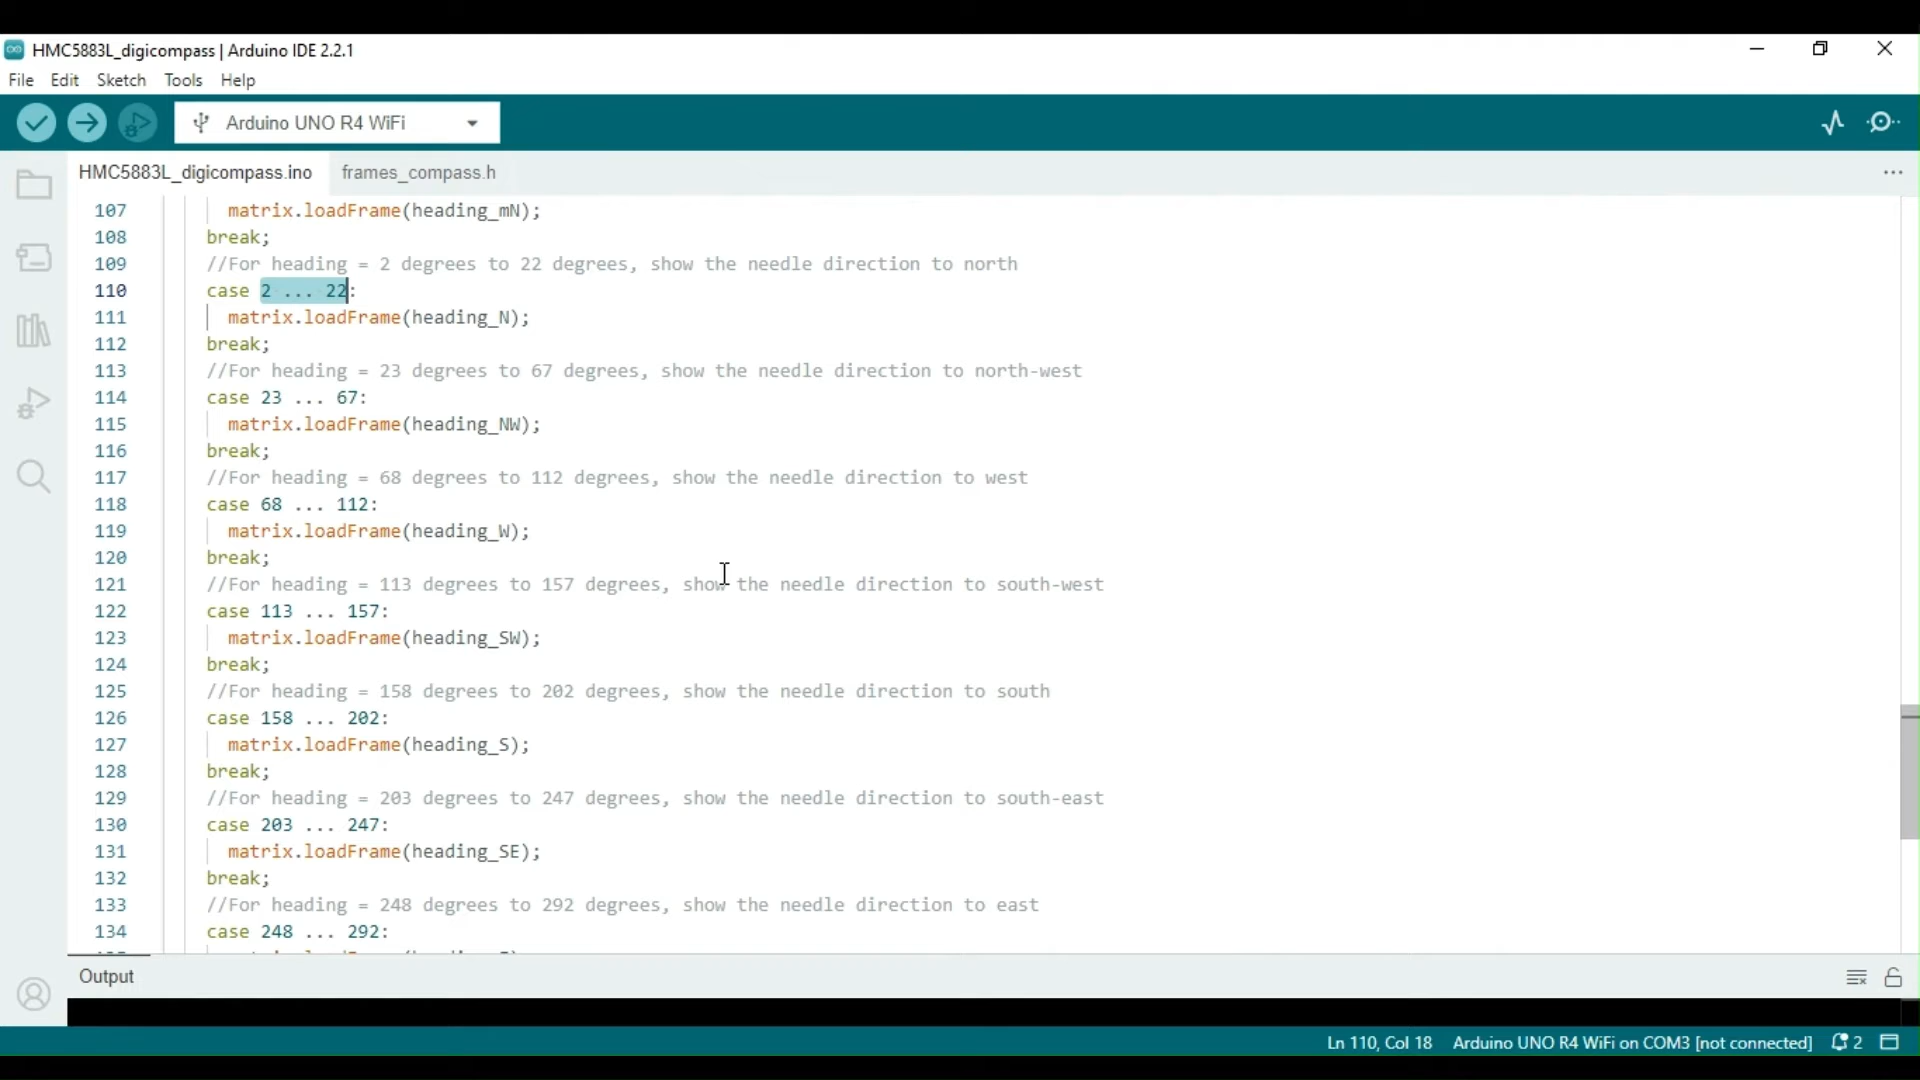 HMC5883L_digicompass | Arduino IDE 2.2.1
File Edit Sketch Tools Help
Arduino UNO R4 WiFi
HMC5883L_digicompass.ino frames_compass.h
107 matrix.loadFrame(heading_mN);
108 break;
109 //For heading = 2 degrees to 22 degrees, show the needle direction to north
110 case 2 ... 22:
111 matrix.loadFrame(heading_N);
112 break;
113 //For heading = 23 degrees to 67 degrees, show the needle direction to north-west
114 case 23 ... 67:
115 matrix.loadFrame(heading_NW);
116 break;
117 //For heading = 68 degrees to 112 degrees, show the needle direction to west
118 case 68 ... 112:
119 matrix.loadFrame(heading_W);
120 break;
121 //For heading = 113 degrees to 157 degrees, show the needle direction to south-west
122 case 113 ... 157:
123 matrix.loadFrame(heading_SW);
124 break;
125 //For heading = 158 degrees to 202 degrees, show the needle direction to south
126 case 158 ... 202:
127 matrix.loadFrame(heading_S);
128 break;
129 //For heading = 203 degrees to 247 degrees, show the needle direction to south-east
130 case 203 ... 247:
131 matrix.loadFrame(heading_SE);
132 break;
133 //For heading = 248 degrees to 292 degrees, show the needle direction to east
134 case 248 ... 292:
Output
Ln 110, Col 18 Arduino UNO R4 WiFi on COM3 [not connected] 2